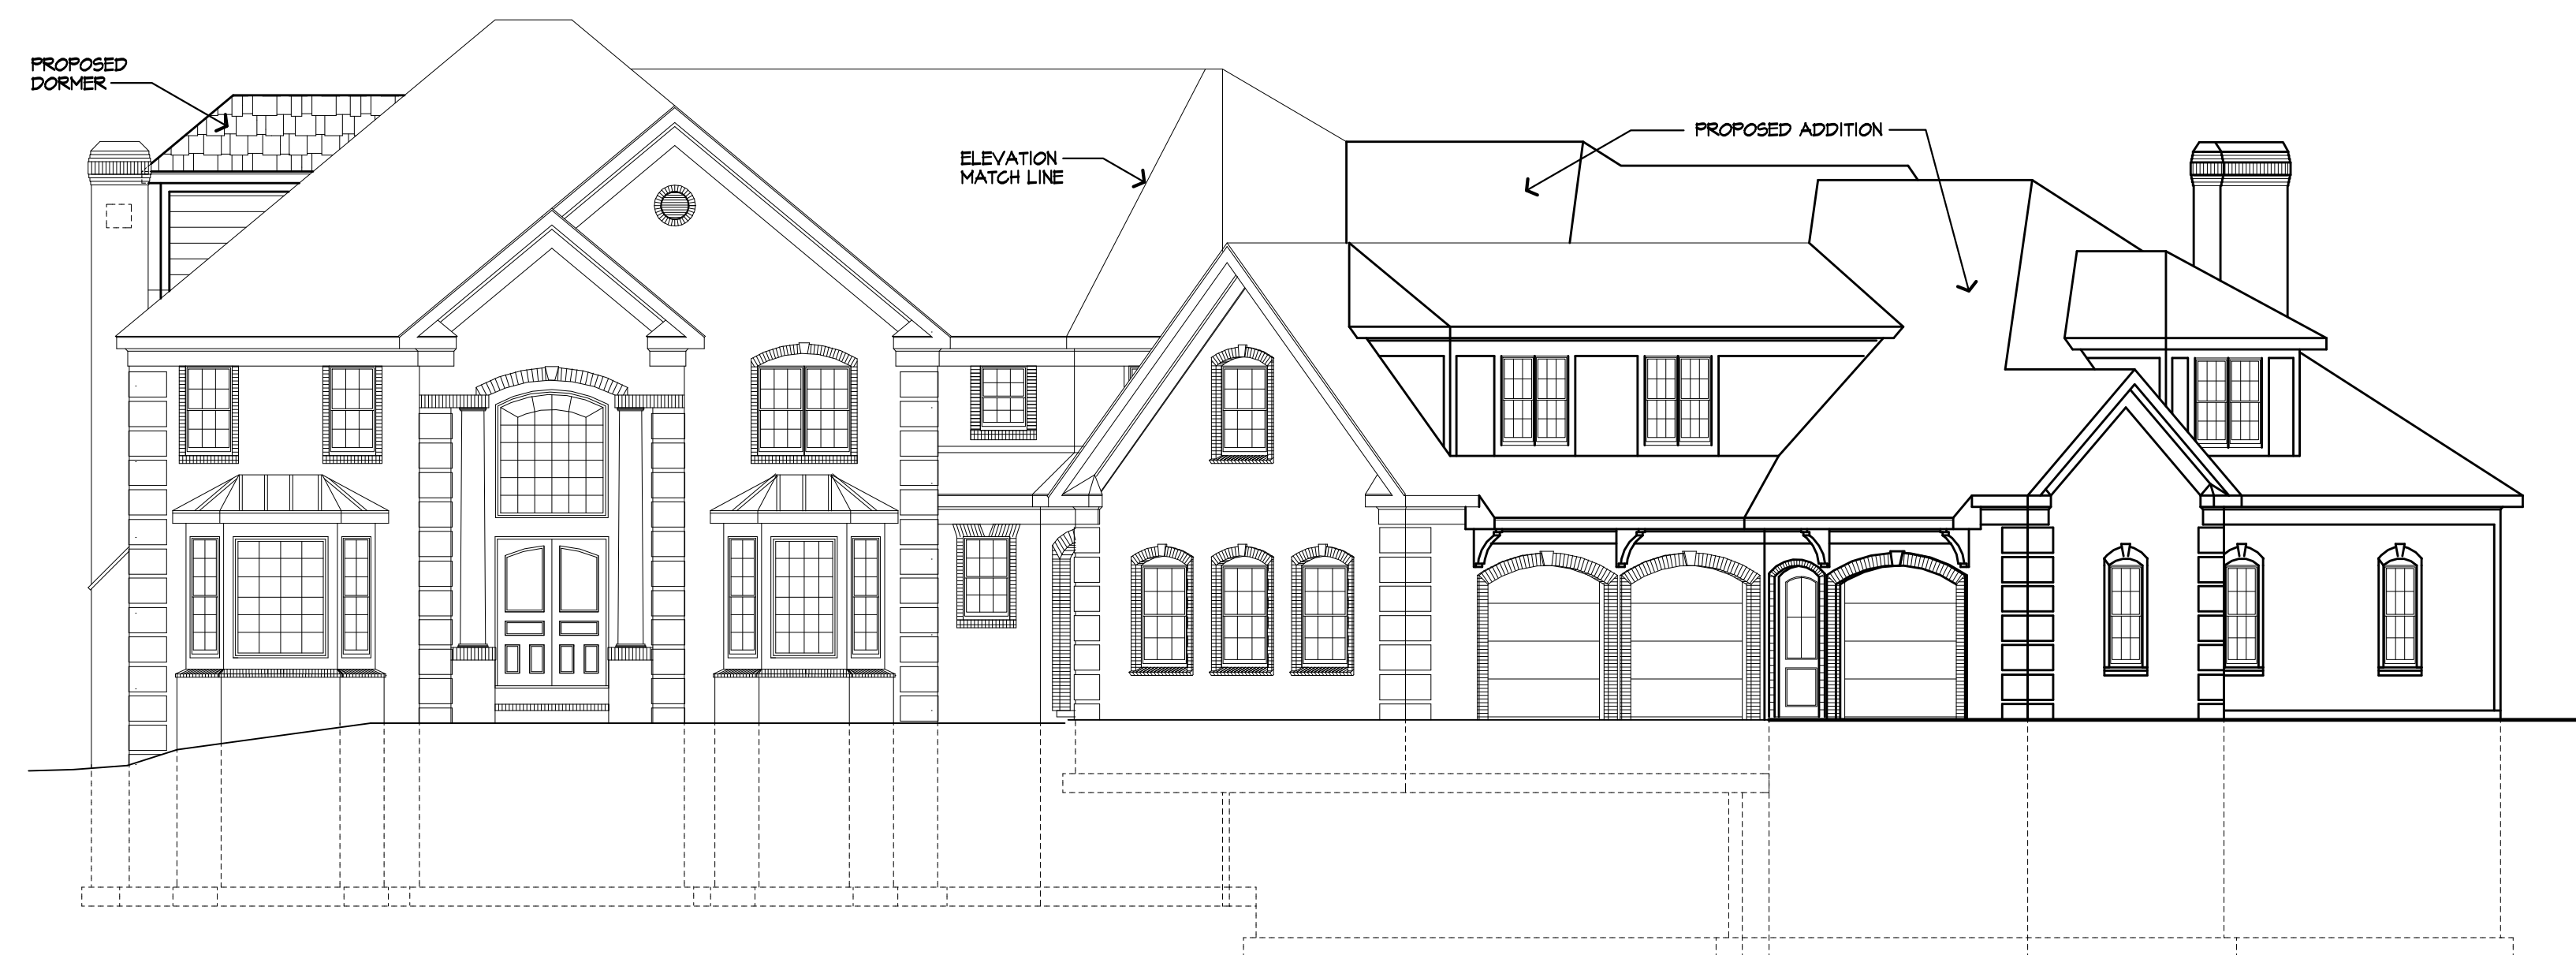 PROPOSED
DORMER
ELEVATION
MATCH LINE
PROPOSED ADDITION